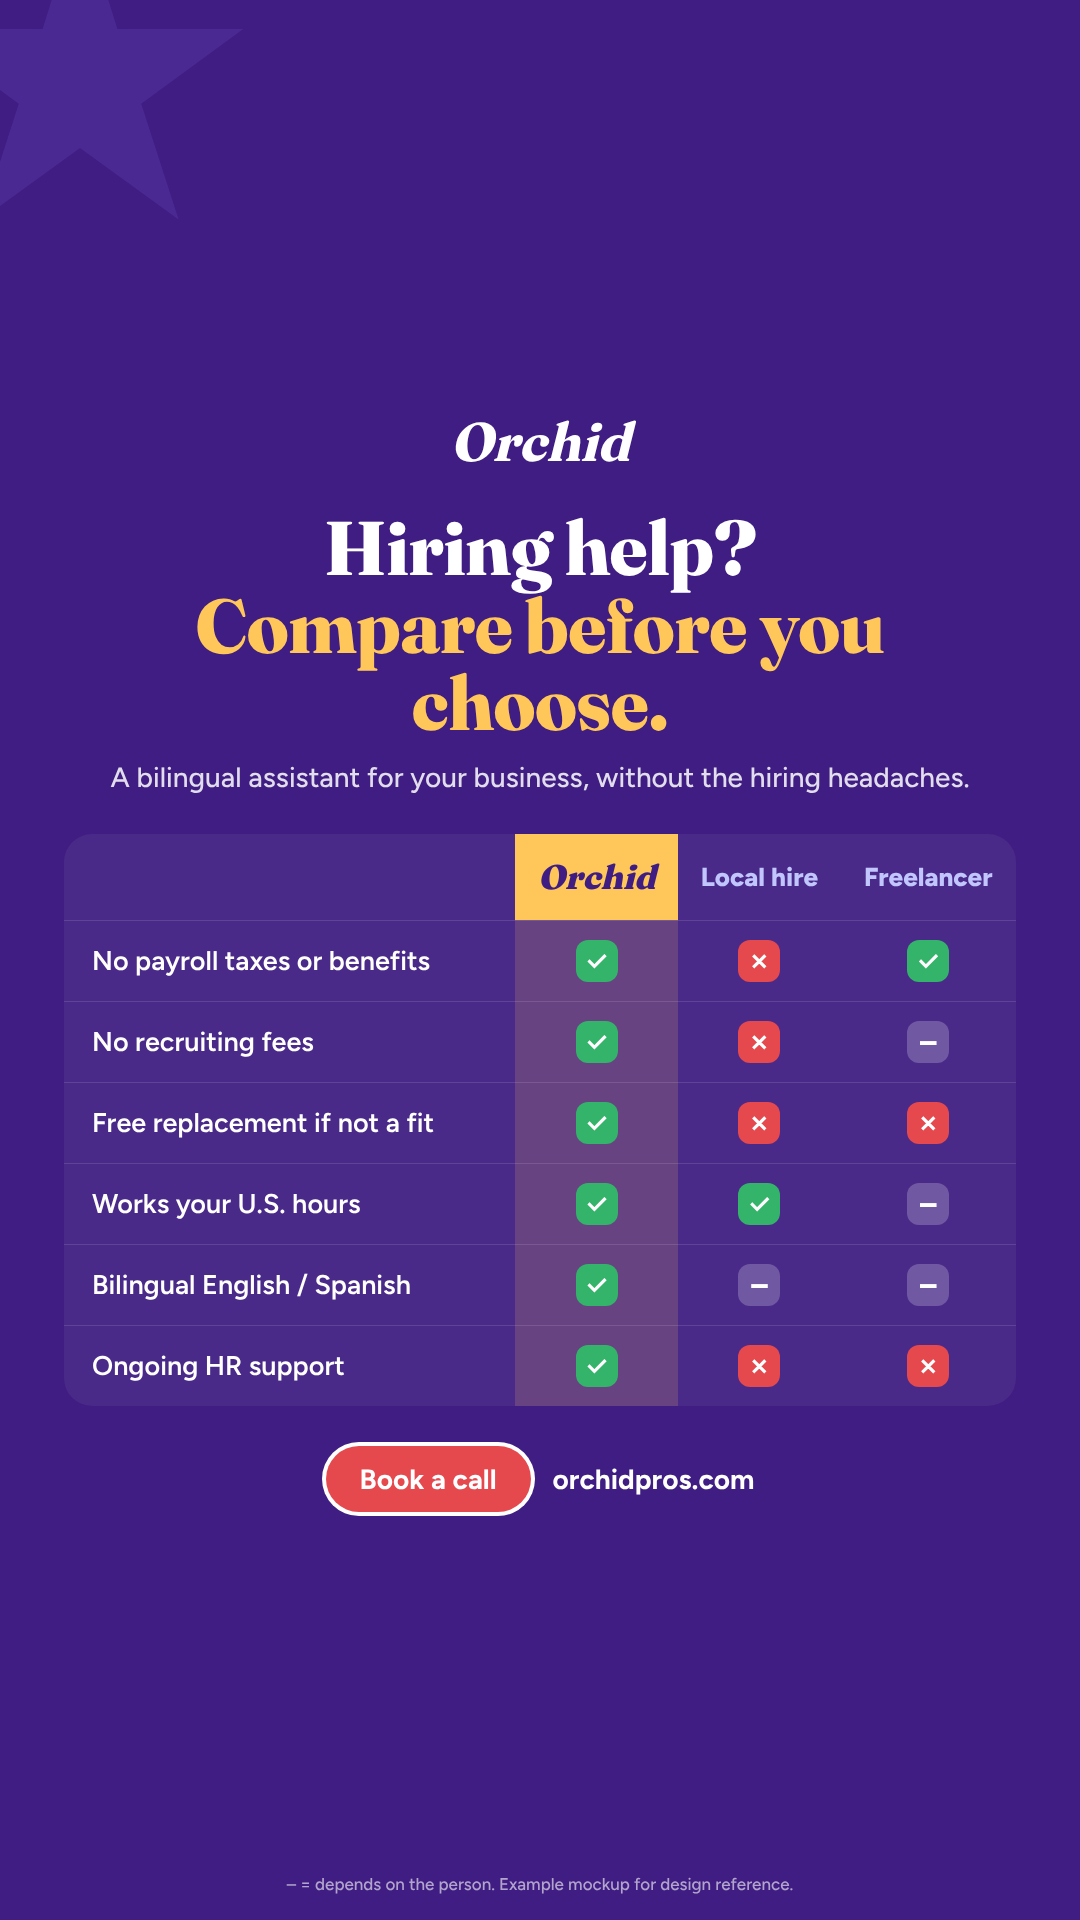 Orchid
Hiring help?
Compare before you
choose.
A bilingual assistant for your business, without the hiring headaches.
Orchid Local hire Freelancer
No payroll taxes or benefits
No recruiting fees
Free replacement if not a fit
Works your U.S. hours
Bilingual English / Spanish
Ongoing HR support
Book a call orchidpros.com
– = depends on the person. Example mockup for design reference.